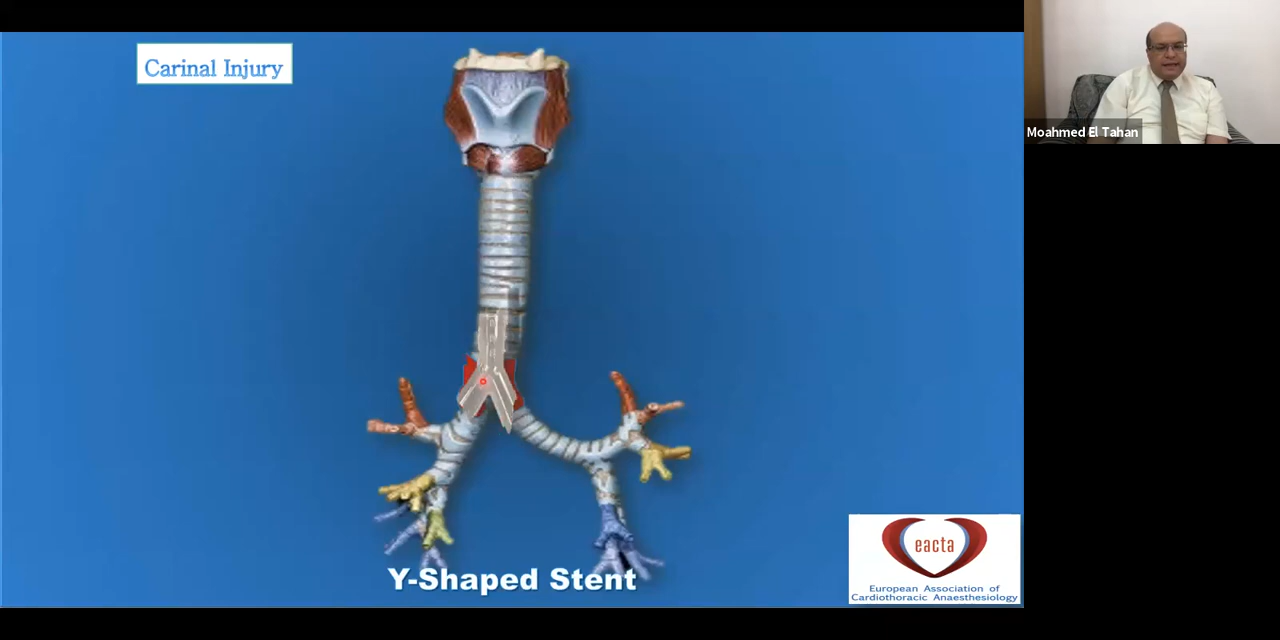 Carinal Injury
Moahmed El Tahan
Y-Shaped Stent
eacta
European Association of
Cardiothoracic Anaesthesiology